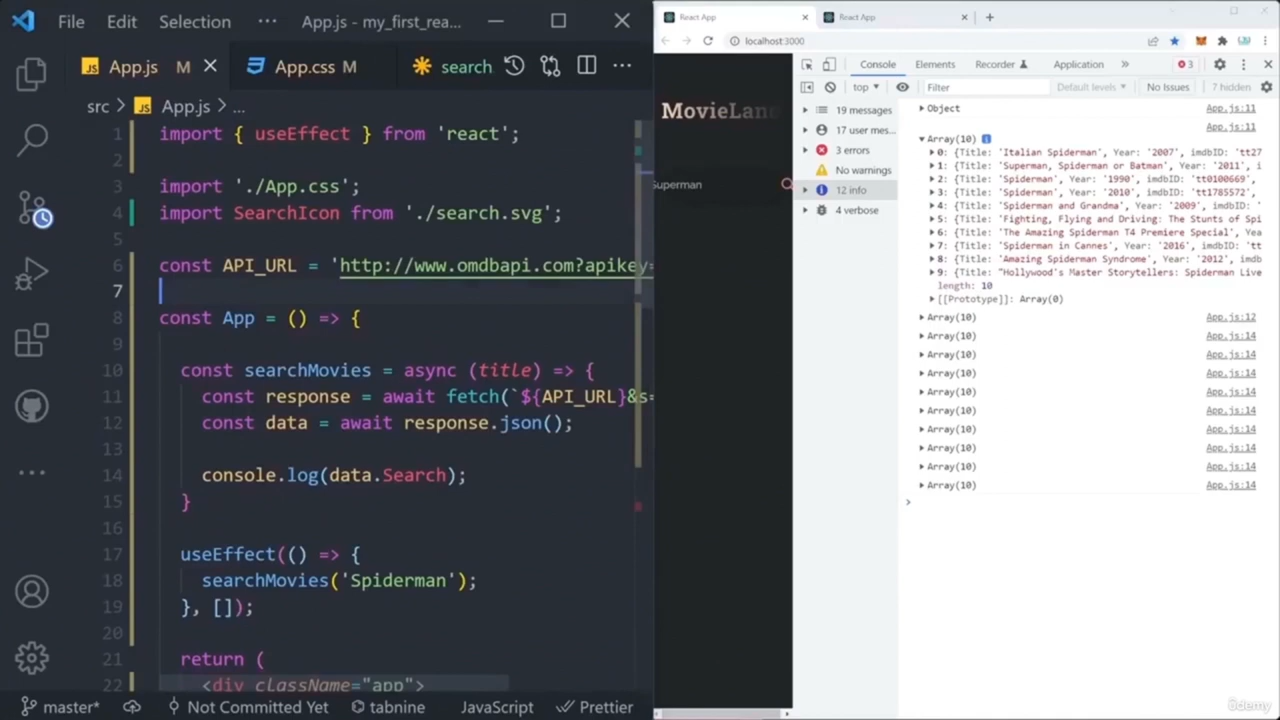 File Edit Selection ··· App.js - my_first_rea...
App.js M App.css M search
src > App.js > ...
1 import { useEffect } from 'react';
2
3 import './App.css';
4 import SearchIcon from './search.svg';
5
6 const API_URL = 'http://www.omdbapi.com?apikey=
7
8 const App = () => {
9
10 const searchMovies = async (title) => {
11 const response = await fetch(`${API_URL}&s=
12 const data = await response.json();
13
14 console.log(data.Search);
15 }
16
17 useEffect(() => {
18 searchMovies('Spiderman');
19 }, []);
20
21 return (
22 <div className="app">
master* Not Committed Yet tabnine JavaScript Prettier
React App React App
localhost:3000
MovieLan
Superman
Console Elements Recorder Application » 3
top Filter Default levels No Issues 7 hidden
19 messages
17 user mes...
3 errors
No warnings
12 info
4 verbose
Object App.js:11
App.js:11
Array(10)
0: {Title: 'Italian Spiderman', Year: '2007', imdbID: 'tt27
1: {Title: 'Superman, Spiderman or Batman', Year: '2011', i
2: {Title: 'Spiderman', Year: '1990', imdbID: 'tt0100669',
3: {Title: 'Spiderman', Year: '2010', imdbID: 'tt1785572',
4: {Title: 'Spiderman and Grandma', Year: '2009', imdbID: '
5: {Title: 'Fighting, Flying and Driving: The Stunts of Spi
6: {Title: 'The Amazing Spiderman T4 Premiere Special', Yea
7: {Title: 'Spiderman in Cannes', Year: '2016', imdbID: 'tt
8: {Title: 'Amazing Spiderman Syndrome', Year: '2012', imdb
9: {Title: "Hollywood's Master Storytellers: Spiderman Live
length: 10
[[Prototype]]: Array(0)
Array(10) App.js:12
Array(10) App.js:14
Array(10) App.js:14
Array(10) App.js:14
Array(10) App.js:14
Array(10) App.js:14
Array(10) App.js:14
Array(10) App.js:14
Array(10) App.js:14
Array(10) App.js:14
ûdemy